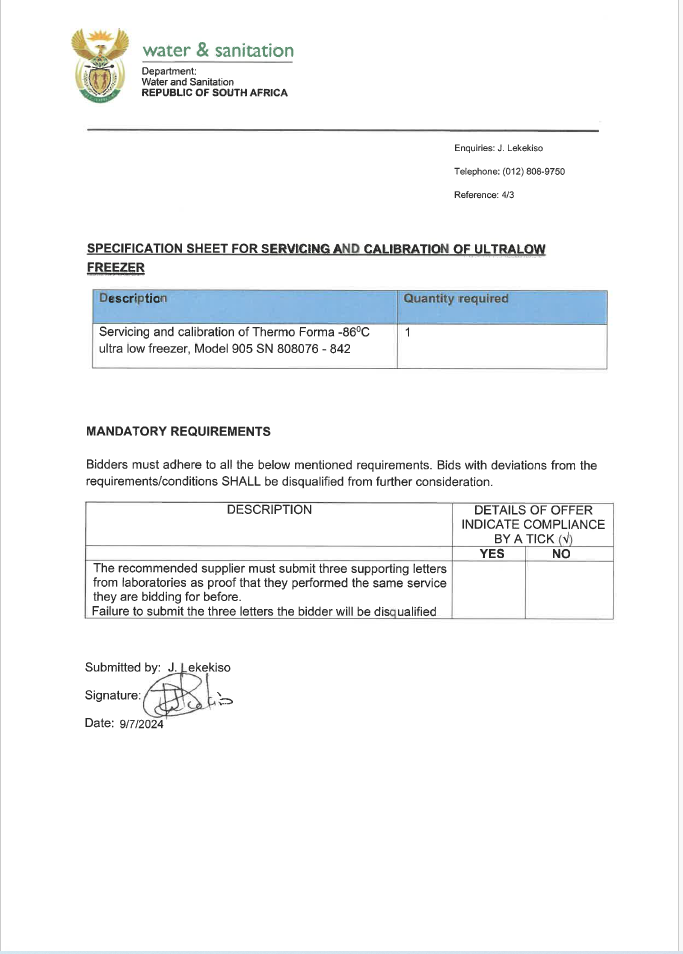 water & sanitation
Department:
Water and Sanitation
REPUBLIC OF SOUTH AFRICA
Enquiries: J. Lekekiso
Telephone: (012) 808-9750
Reference: 4/3
SPECIFICATION SHEET FOR SERVICING AND CALIBRATION OF ULTRALOW
FREEZER
Description Quantity required
Servicing and calibration of Thermo Forma -86⁰C 1
ultra low freezer, Model 905 SN 808076 - 842
MANDATORY REQUIREMENTS
Bidders must adhere to all the below mentioned requirements. Bids with deviations from the
requirements/conditions SHALL be disqualified from further consideration.
DESCRIPTION DETAILS OF OFFER
INDICATE COMPLIANCE
BY A TICK (√)
YES NO
The recommended supplier must submit three supporting letters
from laboratories as proof that they performed the same service
they are bidding for before.
Failure to submit the three letters the bidder will be disqualified
Submitted by: J. Lekekiso
Signature:
Date: 9/7/2024